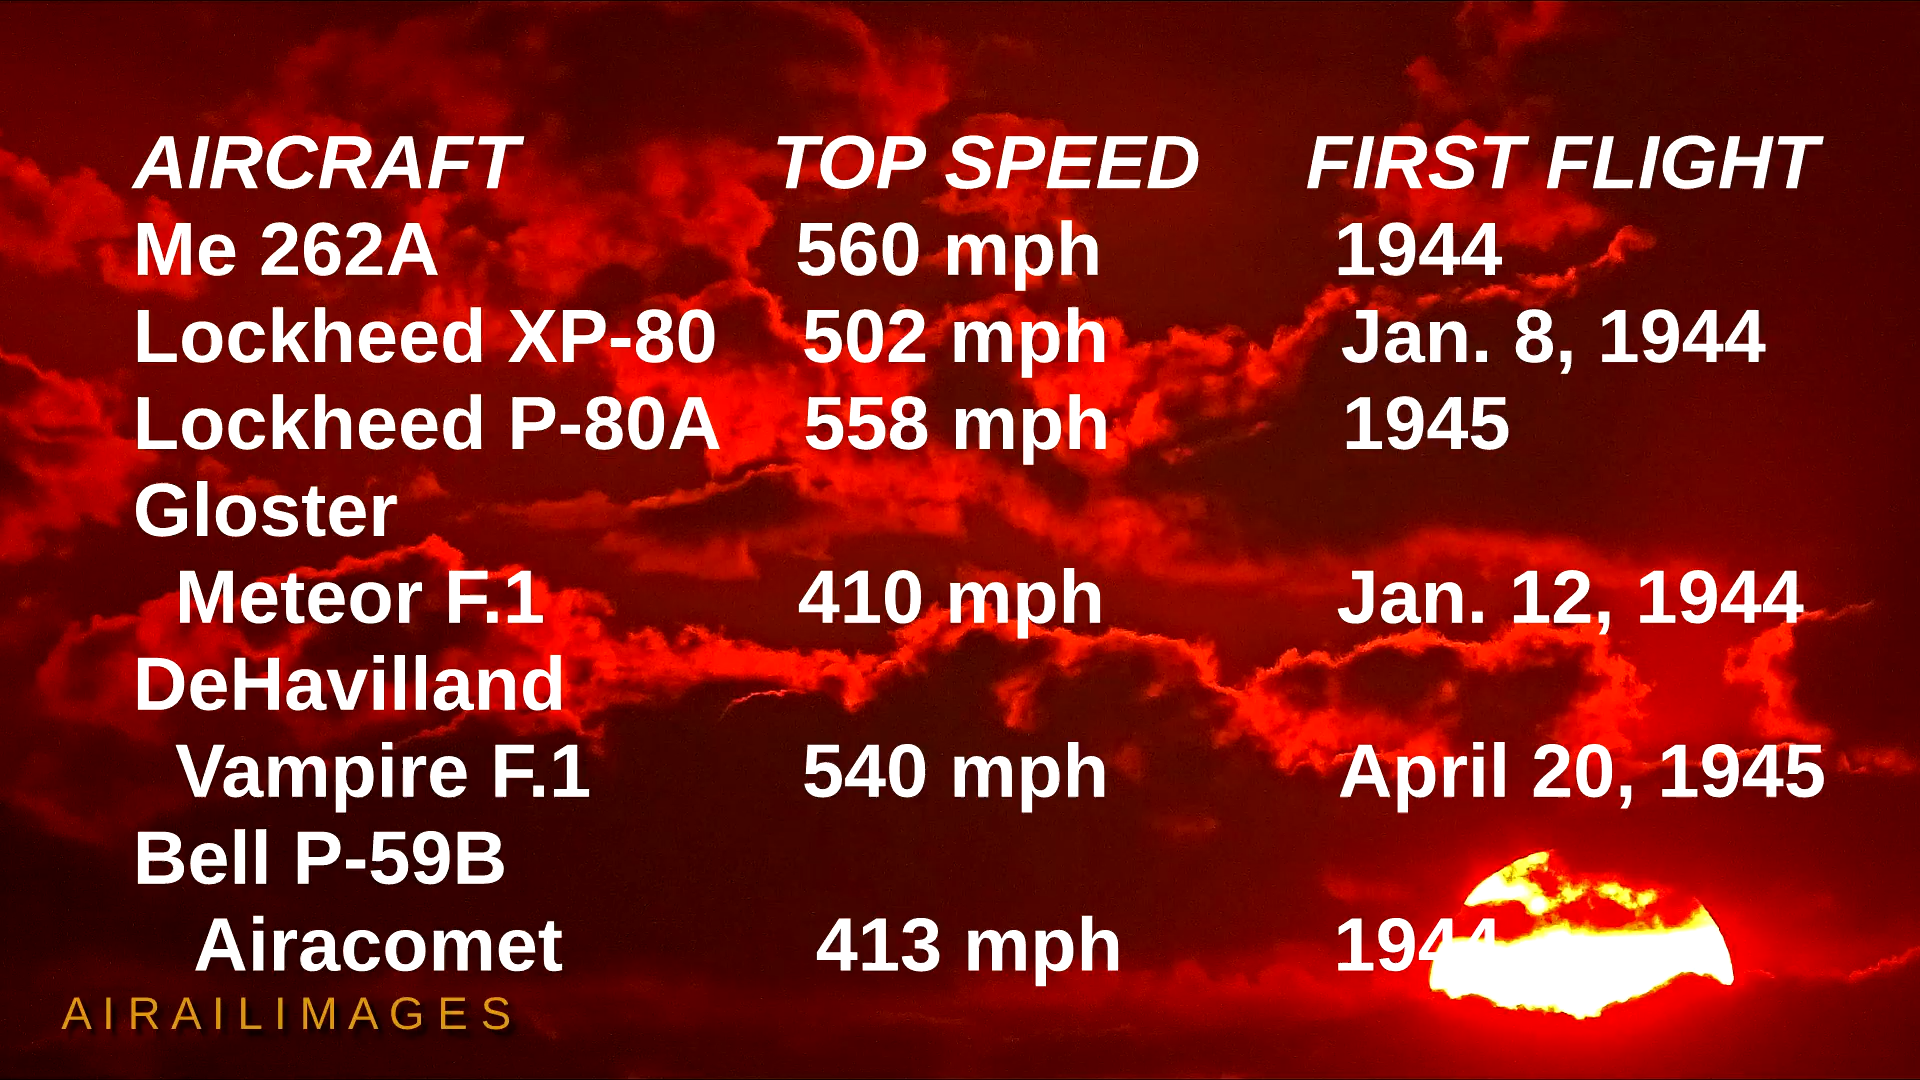 AIRCRAFT TOP SPEED FIRST FLIGHT
Me 262A 560 mph 1944
Lockheed XP-80 502 mph Jan. 8, 1944
Lockheed P-80A 558 mph 1945
Gloster
Meteor F.1 410 mph Jan. 12, 1944
DeHavilland
Vampire F.1 540 mph April 20, 1945
Bell P-59B
Airacomet 413 mph 1944
AIRAILIMAGES